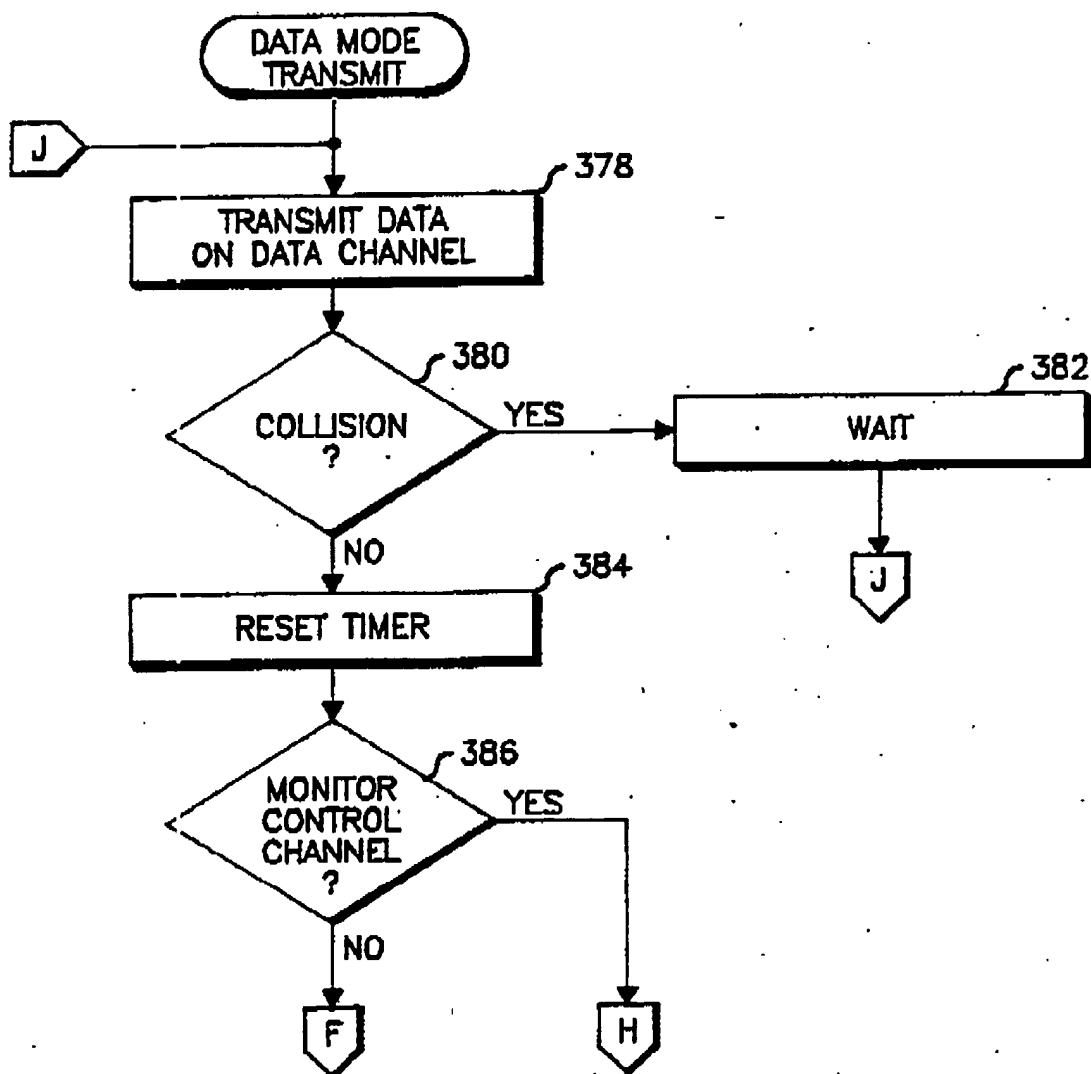 DATA MODE
TRANSMIT
J
378
TRANSMIT DATA
ON DATA CHANNEL
380
COLLISION
?
YES
382
WAIT
J
NO
384
RESET TIMER
386
MONITOR
CONTROL
CHANNEL
?
YES
NO
F
H